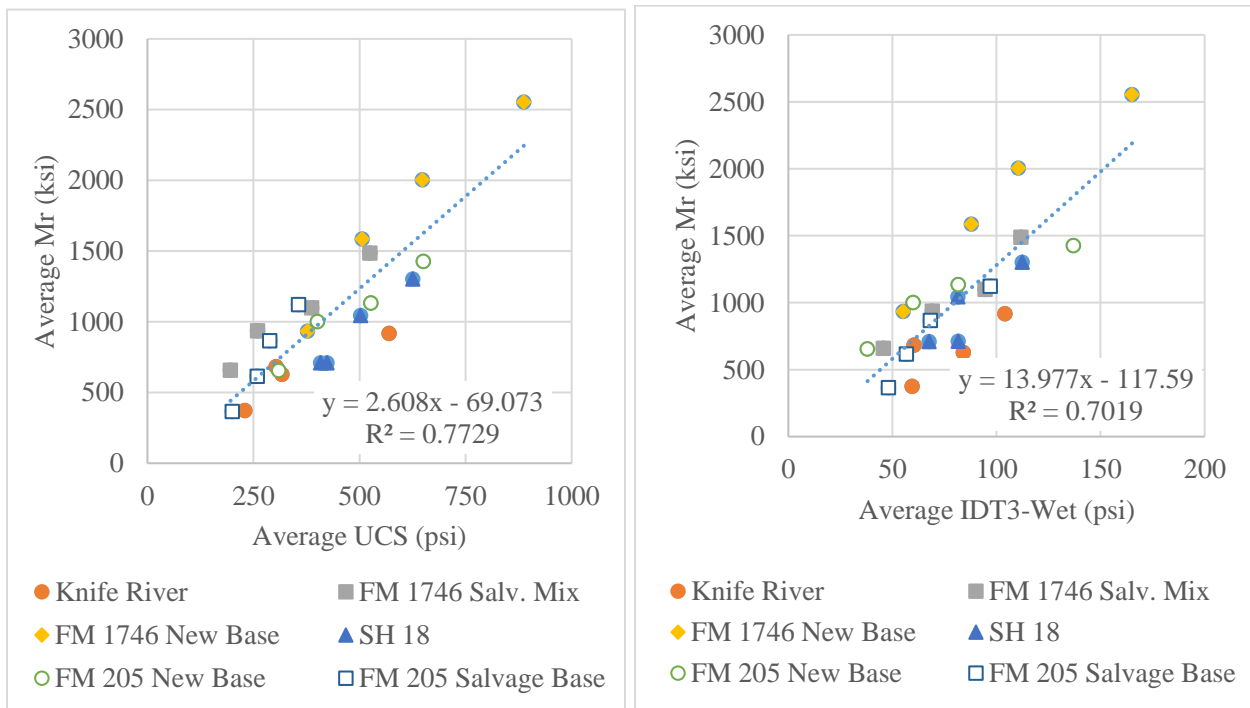 3000
2500
2000
1500
1000
500
0
Average Mr (ksi)
0 250 500 750 1000
Average UCS (psi)
y = 2.608x - 69.073
R² = 0.7729
Knife River FM 1746 Salv. Mix
FM 1746 New Base SH 18
FM 205 New Base FM 205 Salvage Base
3000
2500
2000
1500
1000
500
0
Average Mr (ksi)
0 50 100 150 200
Average IDT3-Wet (psi)
y = 13.977x - 117.59
R² = 0.7019
Knife River FM 1746 Salv. Mix
FM 1746 New Base SH 18
FM 205 New Base FM 205 Salvage Base